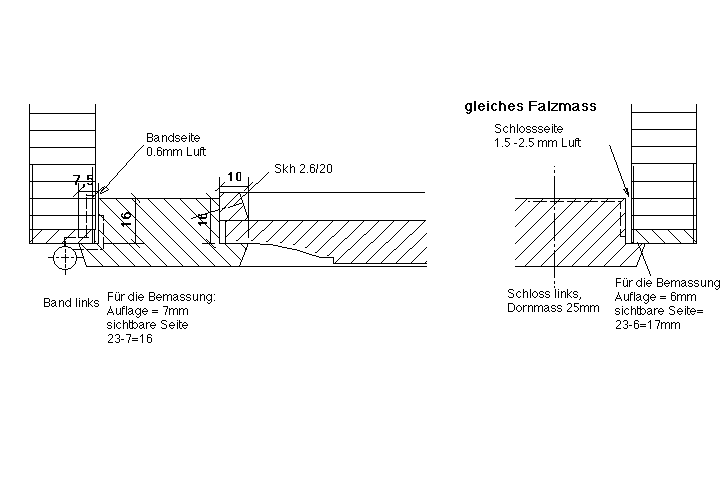 gleiches Falzmass
Schlossseite
1.5 -2.5 mm Luft
Bandseite
0.6mm Luft
Skh 2.6/20
7,5
10
16
16
Band links
Für die Bemassung:
Auflage = 7mm
sichtbare Seite
23-7=16
Schloss links,
Dornmass 25mm
Für die Bemassung
Auflage = 6mm
sichtbare Seite=
23-6=17mm